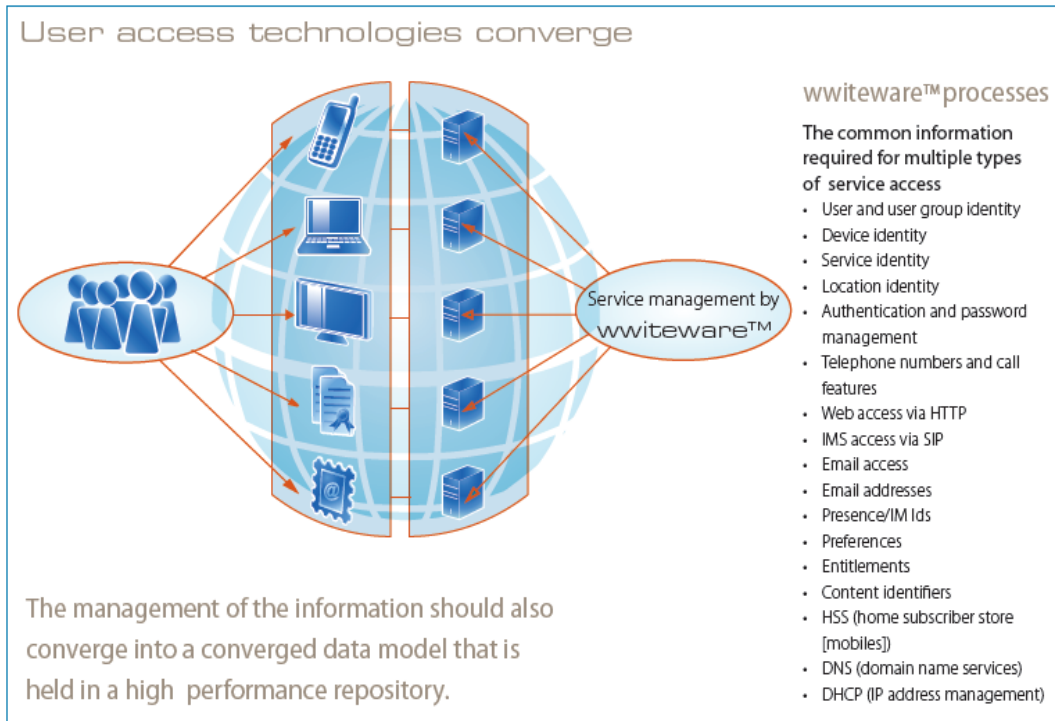 User access technologies converge
wwiteware™ processes
The common information
required for multiple types
of service access
• User and user group identity
• Device identity
• Service identity
• Location identity
• Authentication and password
management
• Telephone numbers and call
features
• Web access via HTTP
• IMS access via SIP
• Email access
• Email addresses
• Presence/IM Ids
• Preferences
• Entitlements
• Content identifiers
• HSS (home subscriber store
[mobiles])
• DNS (domain name services)
• DHCP (IP address management)
Service management by
wwiteware™
@
The management of the information should also
converge into a converged data model that is
held in a high performance repository.